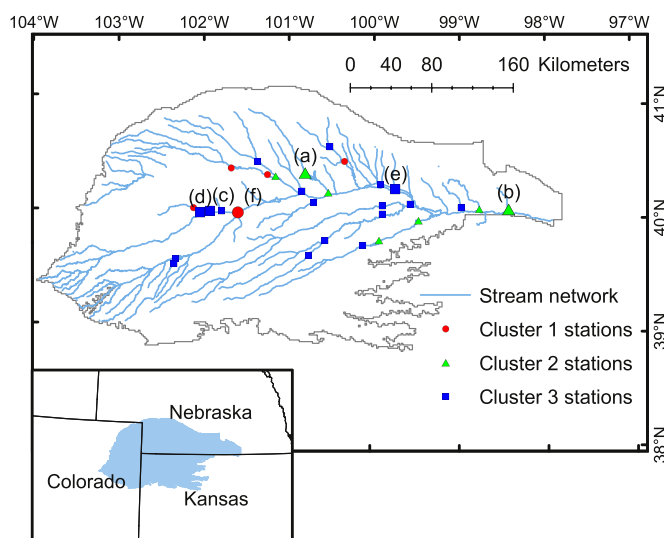 104°W 103°W 102°W 101°W 100°W 99°W 98°W 97°W
0 40 80 160 Kilometers
41°N
(a)
(e)
(d) (c) (f)
(b)
40°N
Stream network
39°N
Cluster 1 stations
Cluster 2 stations
Cluster 3 stations
38°N
Nebraska
Colorado
Kansas